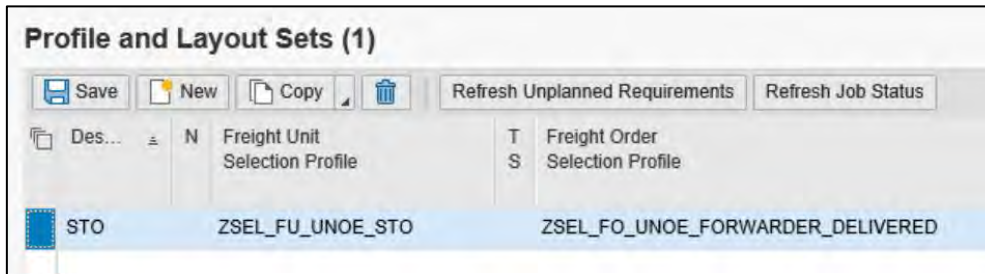 Profile and Layout Sets (1)
Save New Copy Refresh Unplanned Requirements Refresh Job Status
Des... N Freight Unit T Freight Order
Selection Profile S Selection Profile
STO ZSEL_FU_UNOE_STO ZSEL_FO_UNOE_FORWARDER_DELIVERED